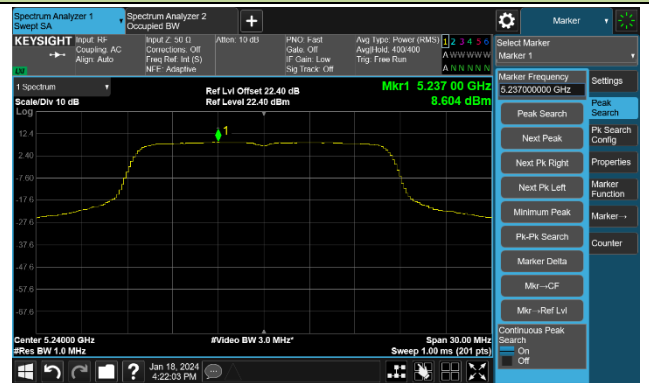 Spectrum Analyzer 1
Swept SA
Spectrum Analyzer 2
Occupied BW
Marker
KEYSIGHT
Input: RF
Coupling: AC
Align: Auto
Input Z: 50 Ω
Corrections: Off
Freq Ref: Int (S)
NFE: Adaptive
Atten: 10 dB
PNO: Fast
Gate: Off
IF Gain: Low
Sig Track: Off
Avg Type: Power (RMS)
Avg|Hold: 400/400
Trig: Free Run
1 2 3 4 5 6
A W W W W W
A N N N N N
LW
Select Marker
Marker 1
1 Spectrum
Scale/Div 10 dB
Log
Ref Lvl Offset 22.40 dB
Ref Level 22.40 dBm
Mkr1 5.237 00 GHz
8.604 dBm
1
12.4
2.40
-7.60
-17.6
-27.6
-37.6
-47.6
-57.6
-67.6
Center 5.24000 GHz
#Res BW 1.0 MHz
#Video BW 3.0 MHz*
Span 30.00 MHz
Sweep 1.00 ms (201 pts)
Marker Frequency
5.237000000 GHz
Peak Search
Next Peak
Next Pk Right
Next Pk Left
Minimum Peak
Pk-Pk Search
Marker Delta
Mkr→CF
Mkr→Ref Lvl
Continuous Peak
Search
On
Off
Settings
Peak
Search
Pk Search
Config
Properties
Marker
Function
Marker→
Counter
?
Jan 18, 2024
4:22:03 PM